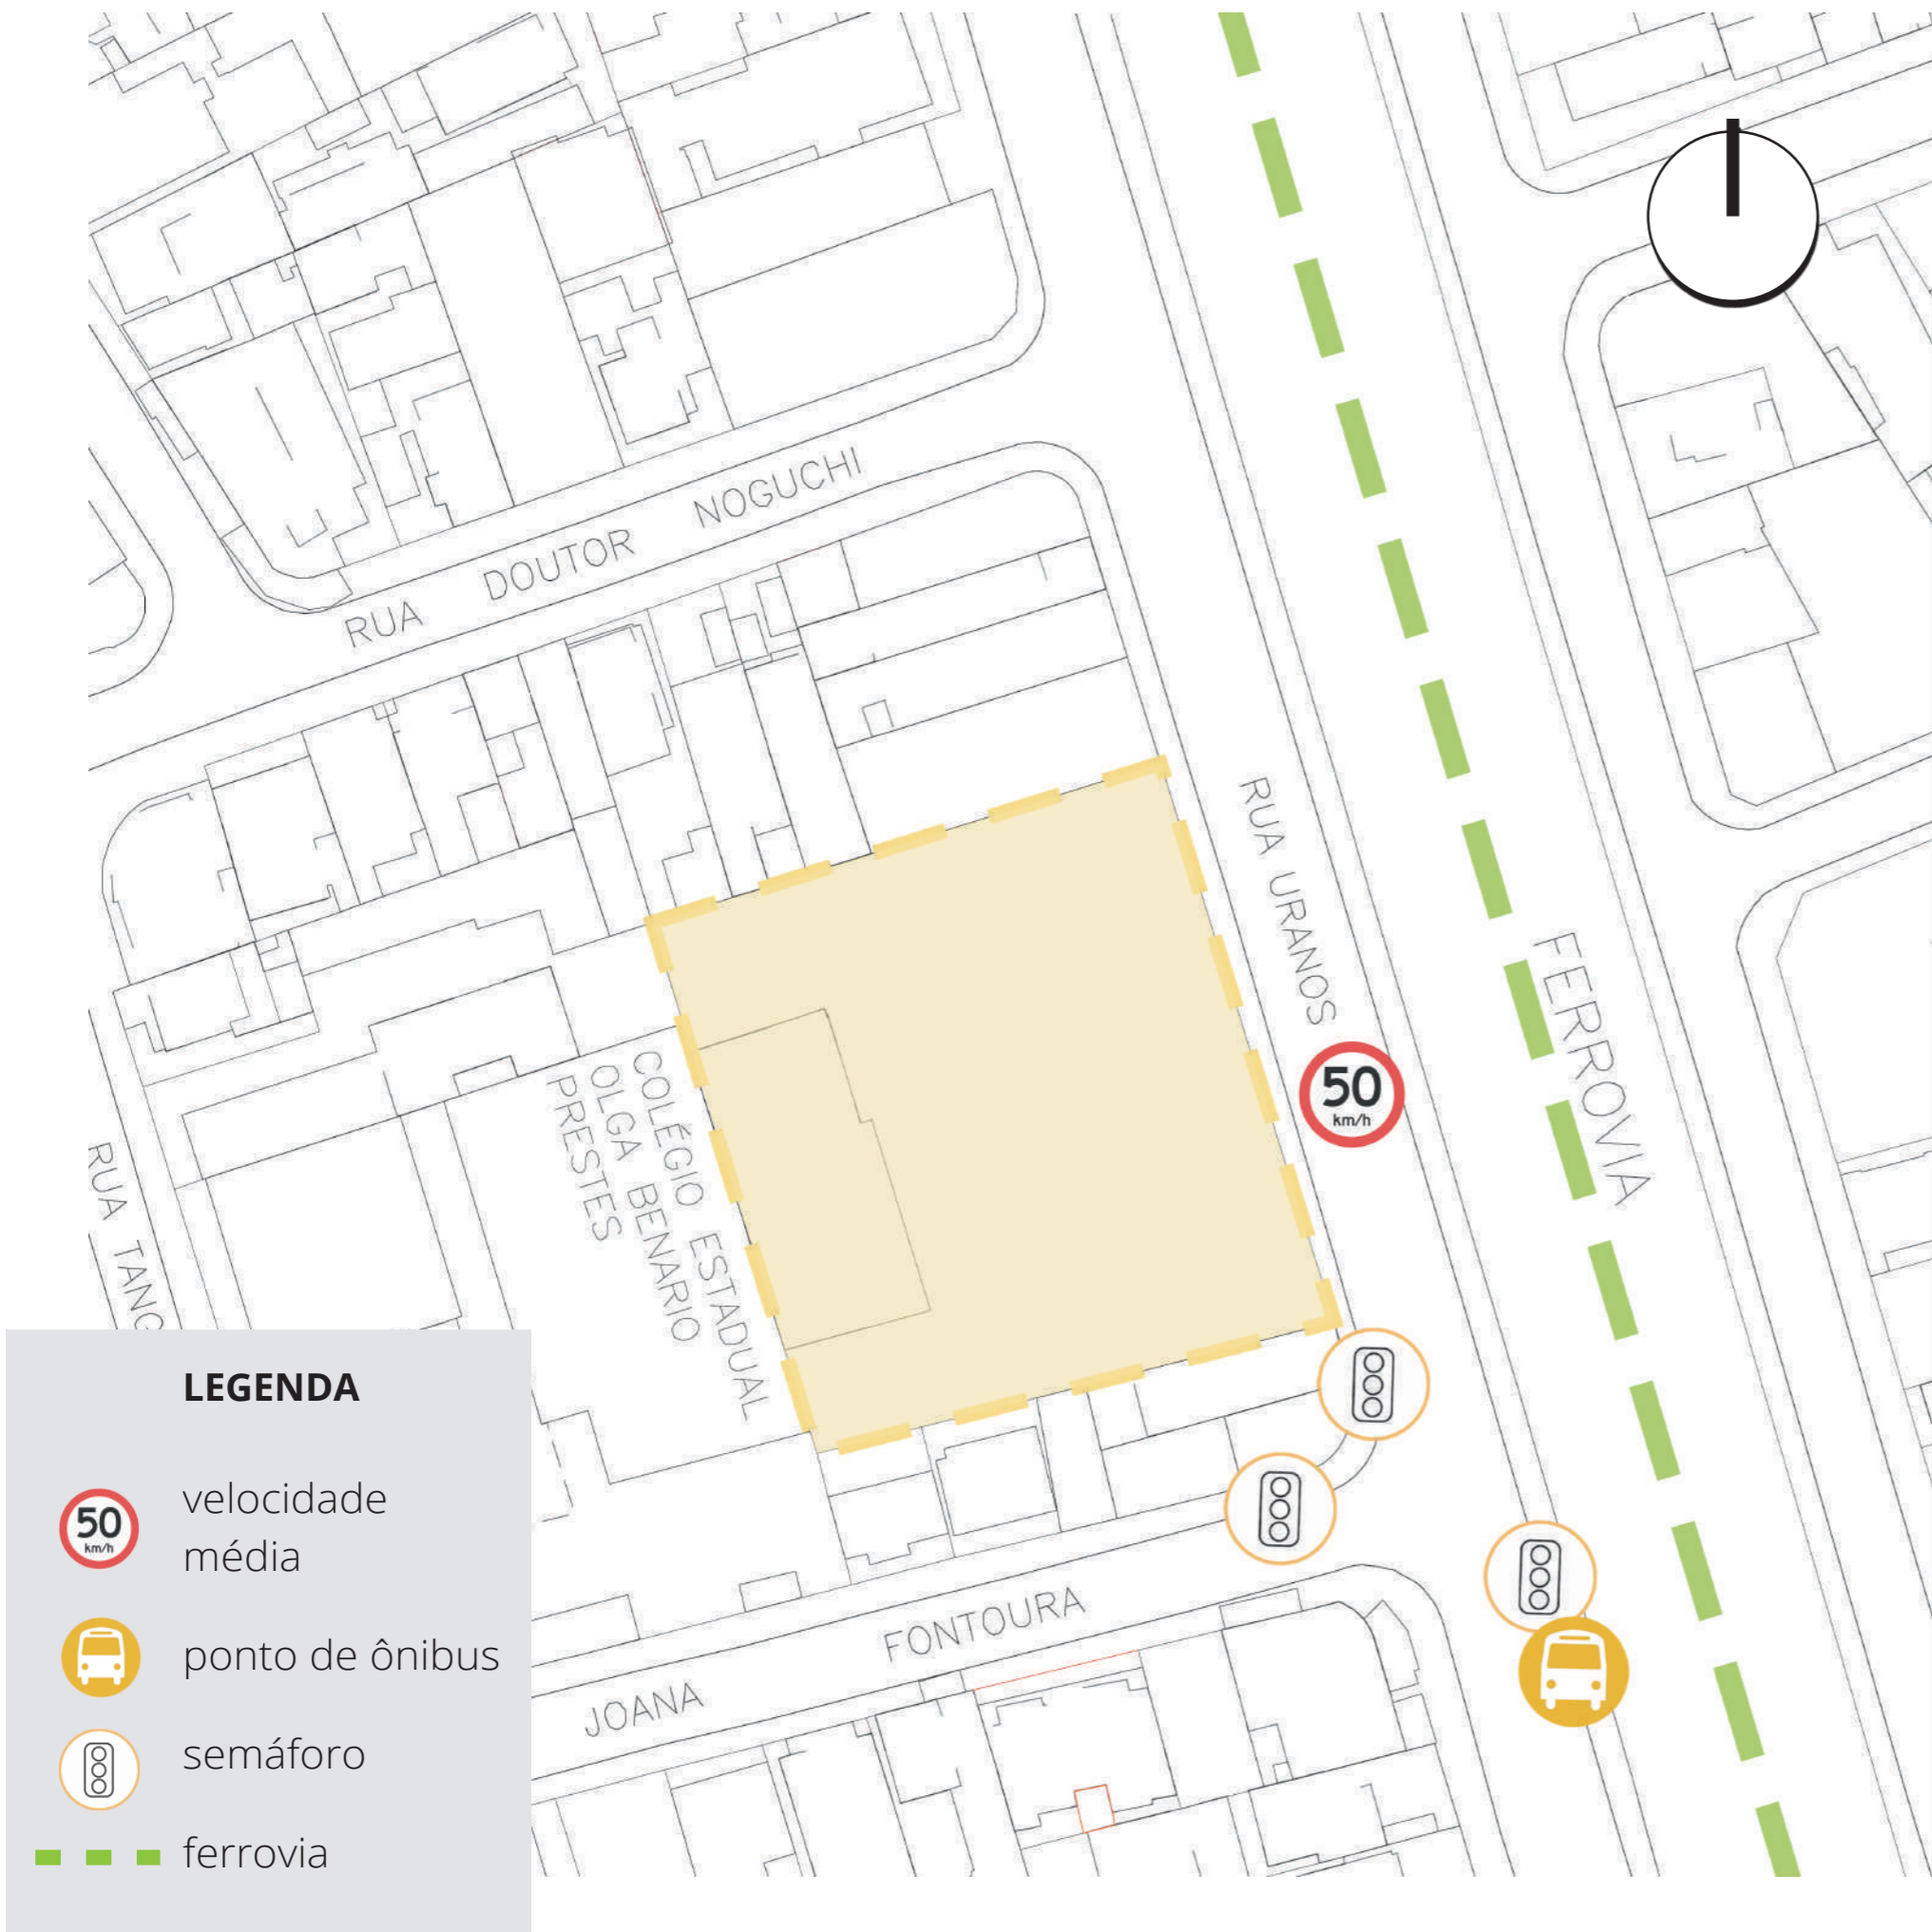 RUA DOUTOR NOGUCHI
RUA URANOS
FERROVIA
50
km/h
COLÉGIO ESTADUAL
OLGA BENARIO
PRESTES
RUA TANG
JOANA FONTOURA
LEGENDA
50
km/h
velocidade
média
ponto de ônibus
semáforo
ferrovia